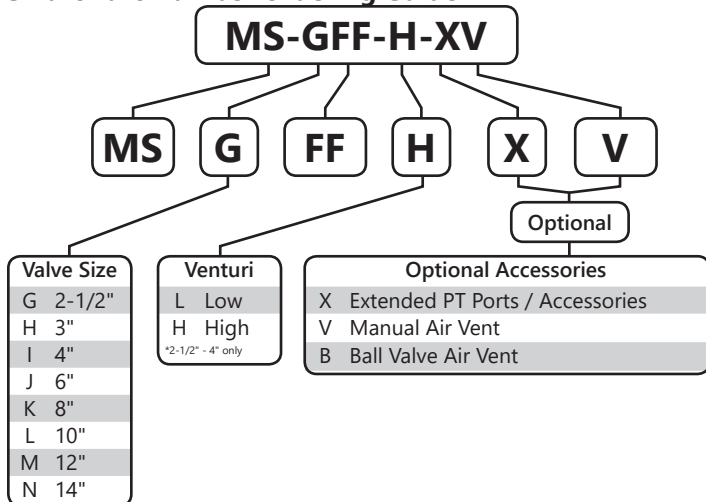 MS-GFF-H-XV
MS G FF H X V
Optional
Valve Size
G 2-1/2"
H 3"
I 4"
J 6"
K 8"
L 10"
M 12"
N 14"
Venturi
L Low
H High
*2-1/2" - 4" only
Optional Accessories
X Extended PT Ports / Accessories
V Manual Air Vent
B Ball Valve Air Vent